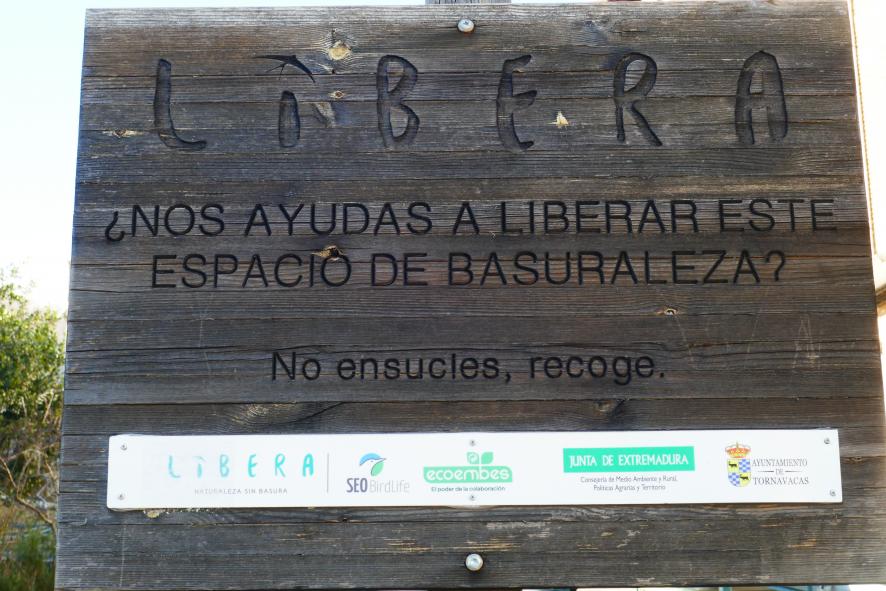 LIBERA
¿NOS AYUDAS A LIBERAR ESTE
ESPACIO DE BASURALEZA?
No ensucies, recoge.
LIBERA
NATURALEZA SIN BASURA
SEO BirdLife
ecoembes
El poder de la colaboración
JUNTA DE EXTREMADURA
Consejería de Medio Ambiente y Rural,
Políticas Agrarias y Territorio
AYUNTAMIENTO
DE
TORNAVACAS